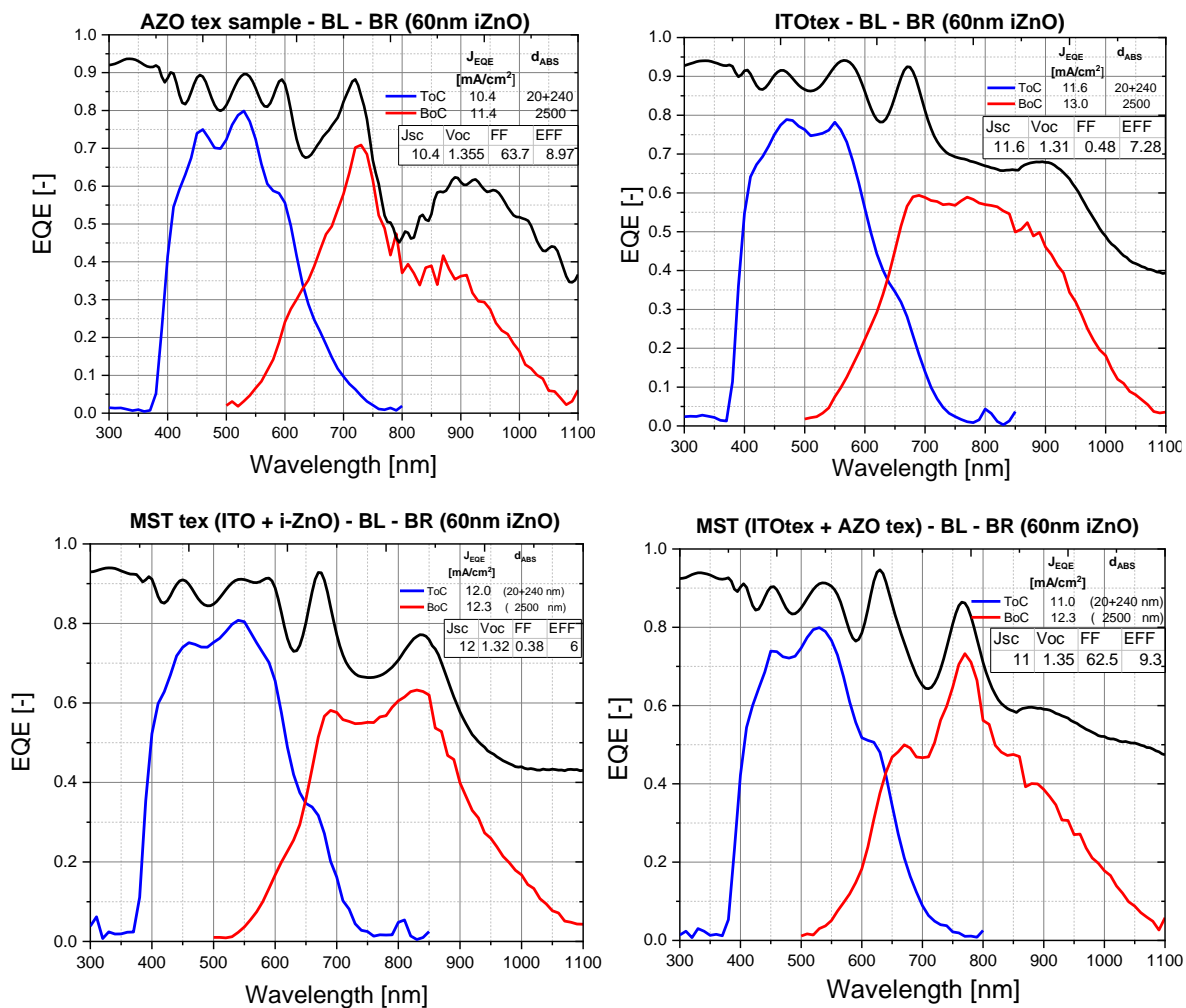 AZO tex sample - BL - BR (60nm iZnO)
J_EQE d_ABS
[mA/cm²]
ToC 10.4 20+240
BoC 11.4 2500
Jsc Voc FF EFF
10.4 1.355 63.7 8.97
EQE [-]
1.0
0.9
0.8
0.7
0.6
0.5
0.4
0.3
0.2
0.1
0.0
300 400 500 600 700 800 900 1000 1100
Wavelength [nm]
ITOtex - BL - BR (60nm iZnO)
J_EQE d_ABS
[mA/cm²]
ToC 11.6 20+240
BoC 13.0 2500
Jsc Voc FF EFF
11.6 1.31 0.48 7.28
EQE [-]
1.0
0.9
0.8
0.7
0.6
0.5
0.4
0.3
0.2
0.1
0.0
300 400 500 600 700 800 900 1000 1100
Wavelength [nm]
MST tex (ITO + i-ZnO) - BL - BR (60nm iZnO)
J_EQE d_ABS
[mA/cm²]
ToC 12.0 (20+240 nm)
BoC 12.3 ( 2500 nm)
Jsc Voc FF EFF
12 1.32 0.38 6
EQE [-]
1.0
0.8
0.6
0.4
0.2
0.0
300 400 500 600 700 800 900 1000 1100
Wavelength [nm]
MST (ITOtex + AZO tex) - BL - BR (60nm iZnO)
J_EQE d_ABS
[mA/cm²]
ToC 11.0 (20+240 nm)
BoC 12.3 ( 2500 nm)
Jsc Voc FF EFF
11 1.35 62.5 9.3
EQE [-]
1.0
0.8
0.6
0.4
0.2
0.0
300 400 500 600 700 800 900 1000 1100
Wavelength [nm]